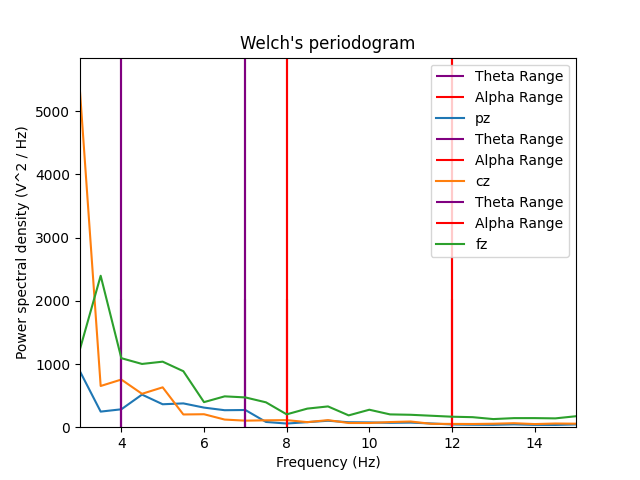 Welch's periodogram
Theta Range
Alpha Range
pz
Theta Range
Alpha Range
cz
Theta Range
Alpha Range
fz
Power spectral density (V^2 / Hz)
5000
4000
3000
2000
1000
0
4 6 8 10 12 14
Frequency (Hz)